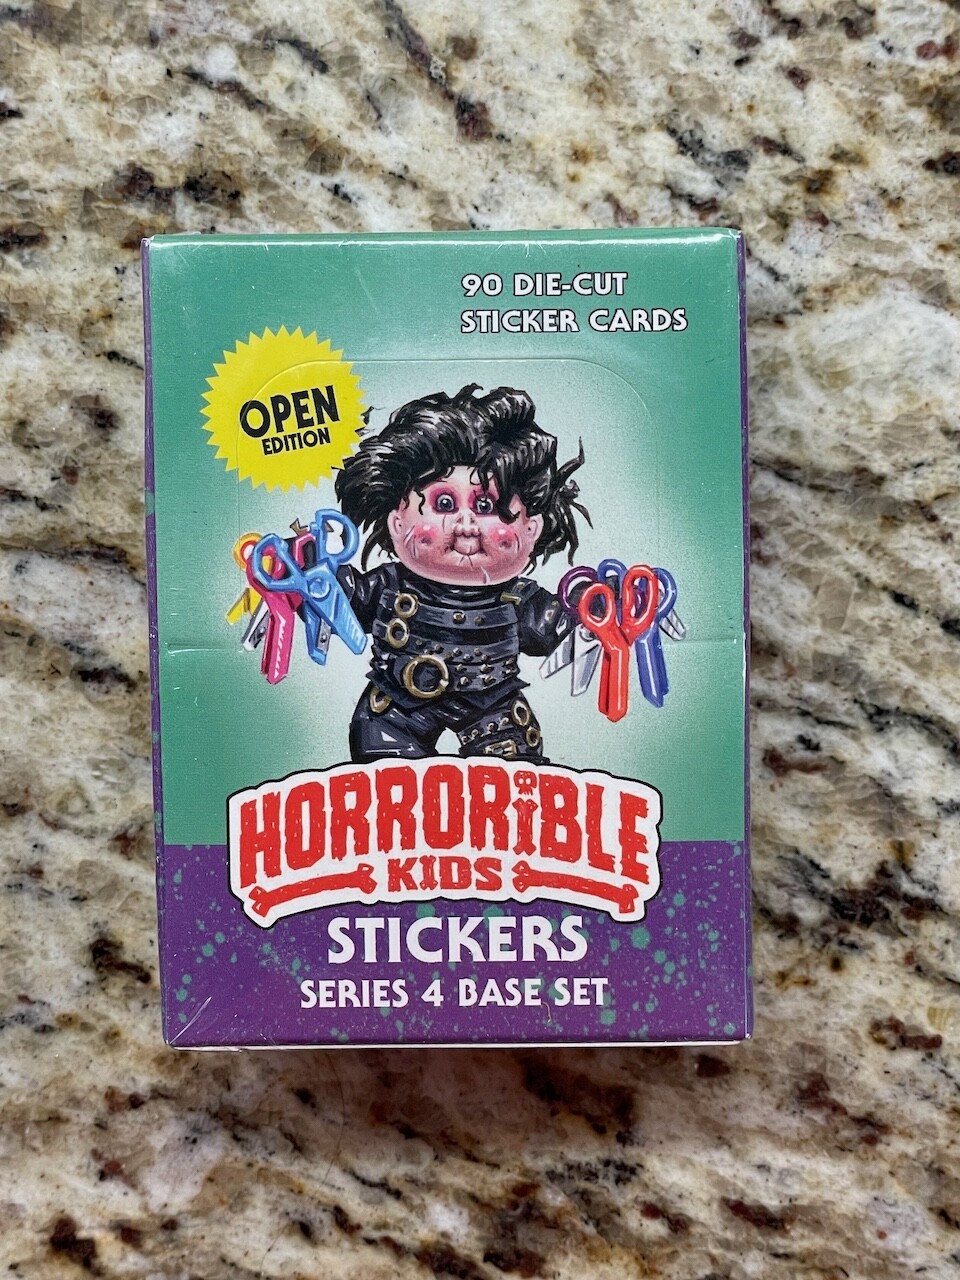 90 DIE-CUT
STICKER CARDS
OPEN
EDITION
HORRORiBLE
KIDS
STICKERS
SERIES 4 BASE SET